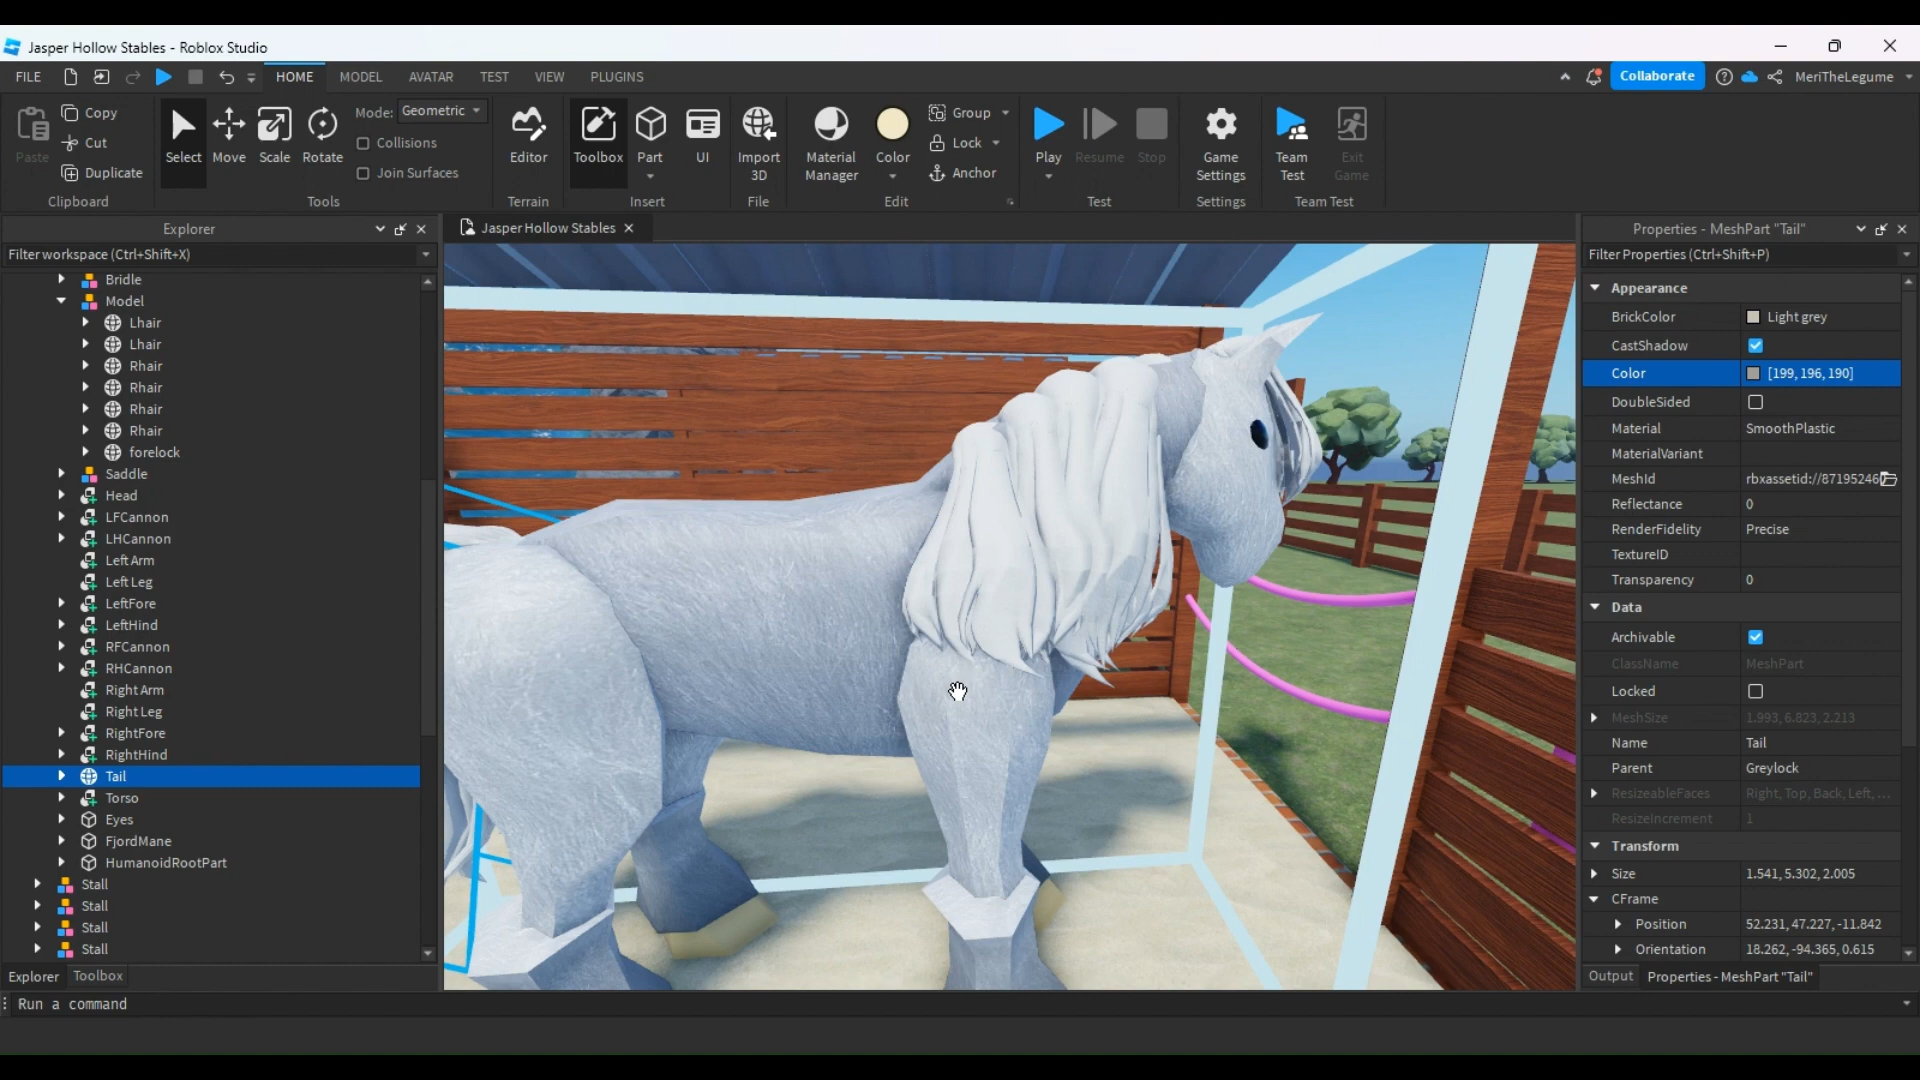 Jasper Hollow Stables - Roblox Studio
FILE HOME MODEL AVATAR TEST VIEW PLUGINS Collaborate MeriTheLegume
Paste
Copy
Cut
Duplicate
Clipboard
Select Move Scale Rotate
Mode: Geometric
Collisions
Join Surfaces
Tools
Editor
Terrain
Toolbox Part UI
Insert
Import
3D
File
Material
Manager
Color
Group
Lock
Anchor
Edit
Play Resume Stop
Test
Game
Settings
Settings
Team
Test
Exit
Game
Team Test
Explorer
Filter workspace (Ctrl+Shift+X)
Bridle
Model
Lhair
Lhair
Rhair
Rhair
Rhair
Rhair
forelock
Saddle
Head
LFCannon
LHCannon
Left Arm
Left Leg
LeftFore
LeftHind
RFCannon
RHCannon
Right Arm
Right Leg
RightFore
RightHind
Tail
Torso
Eyes
FjordMane
HumanoidRootPart
Stall
Stall
Stall
Stall
Explorer Toolbox
Jasper Hollow Stables
Properties - MeshPart "Tail"
Filter Properties (Ctrl+Shift+P)
Appearance
BrickColor Light grey
CastShadow
Color [199, 196, 190]
DoubleSided
Material SmoothPlastic
MaterialVariant
MeshId rbxassetid://871952460
Reflectance 0
RenderFidelity Precise
TextureID
Transparency 0
Data
Archivable
ClassName MeshPart
Locked
MeshSize 1.993, 6.823, 2.213
Name Tail
Parent Greylock
ResizeableFaces Right, Top, Back, Left, ...
ResizeIncrement 1
Transform
Size 1.541, 5.302, 2.005
CFrame
Position 52.231, 47.227, -11.842
Orientation 18.262, -94.365, 0.615
Output Properties - MeshPart "Tail"
Run a command